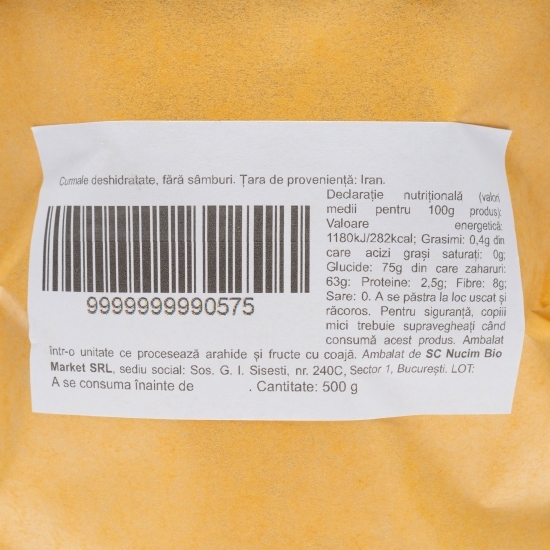 Curmale deshidratate, fără sâmburi. Țara de proveniență: Iran.
Declarație nutrițională (valori
medii pentru 100g produs):
Valoare energetică:
1180kJ/282kcal; Grasimi: 0,4g din
care acizi grași saturați: 0g;
Glucide: 75g din care zaharuri:
63g; Proteine: 2,5g; Fibre: 8g;
Sare: 0. A se păstra la loc uscat și
răcoros. Pentru siguranță, copiii
mici trebuie supravegheați când
consumă acest produs. Ambalat
9999999990575
într-o unitate ce procesează arahide și fructe cu coajă. Ambalat de SC Nucim Bio
Market SRL, sediu social: Sos. G. I. Sisesti, nr. 240C, Sector 1, București. LOT:
A se consuma înainte de . Cantitate: 500 g